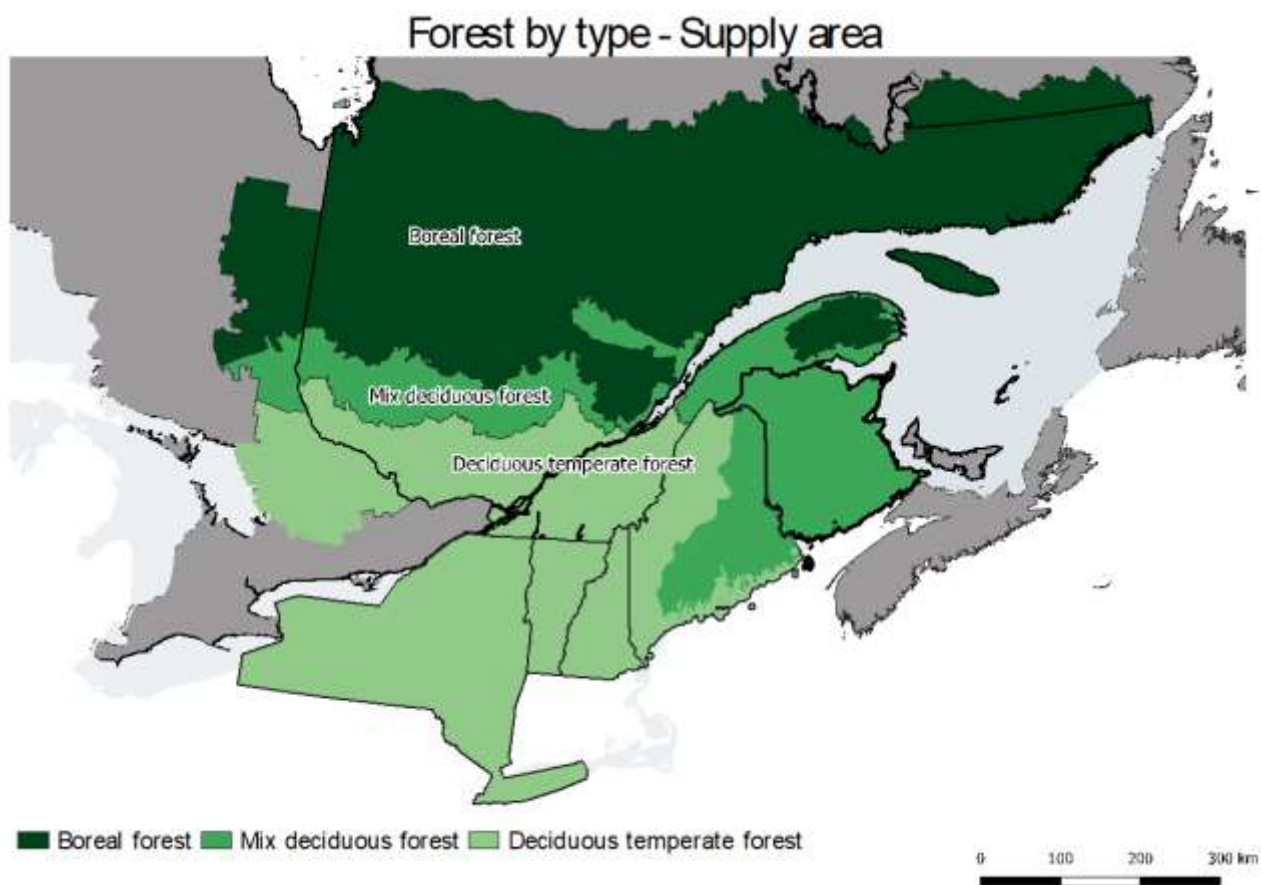 Forest by type - Supply area
Boreal forest
Mix deciduous forest
Deciduous temperate forest
Boreal forest Mix deciduous forest Deciduous temperate forest
0 100 200 300 km